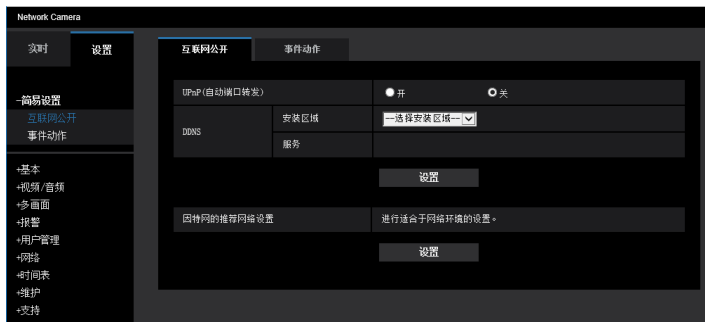 Network Camera
实时 设置
互联网公开 事件动作
-简易设置
互联网公开
事件动作
+基本
+视频/音频
+多画面
+报警
+用户管理
+网络
+时间表
+维护
+支持
UPnP(自动端口转发) 开 关
DDNS
安装区域 --选择安装区域--
服务
设置
因特网的推荐网络设置 进行适合于网络环境的设置。
设置